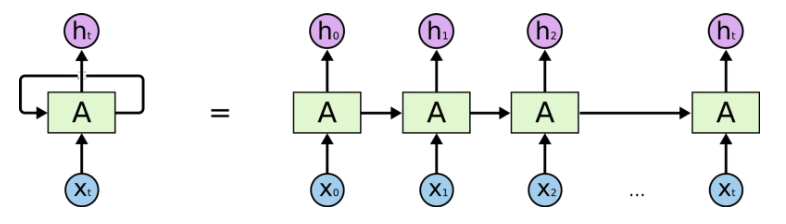 hₜ h₀ h₁ h₂ hₜ
A = A A A A
xₜ x₀ x₁ x₂ ... xₜ